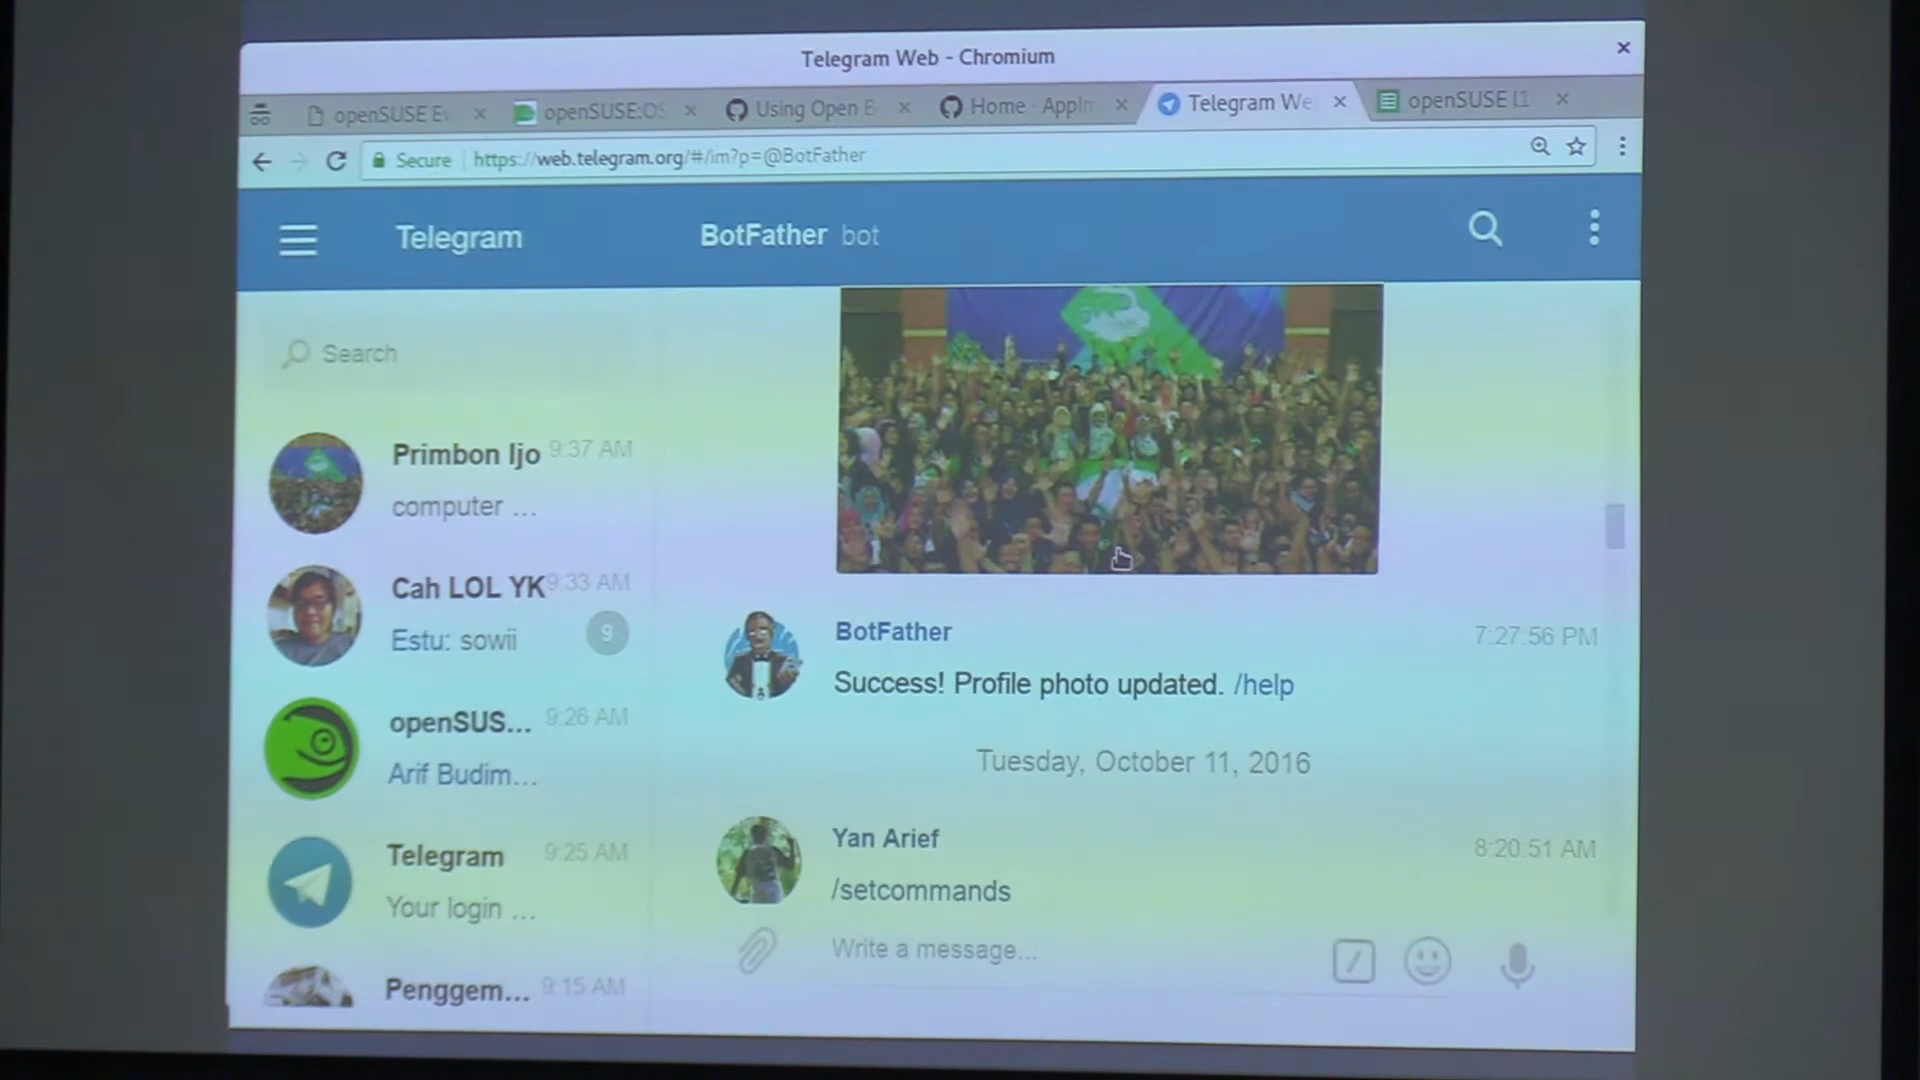 Telegram Web - Chromium
openSUSE E
openSUSE:OS
Using Open B
Home · AppIm
Telegram We
openSUSE (1
Secure https://web.telegram.org/#/im?p=@BotFather
Telegram
BotFather bot
Search
Primbon Ijo 9:37 AM
computer ...
Cah LOL YK 9:33 AM
Estu: sowii 9
openSUS... 9:26 AM
Arif Budim...
Telegram 9:25 AM
Your login ...
Penggem... 9:15 AM
BotFather 7:27:56 PM
Success! Profile photo updated. /help
Tuesday, October 11, 2016
Yan Arief 8:20:51 AM
/setcommands
Write a message...